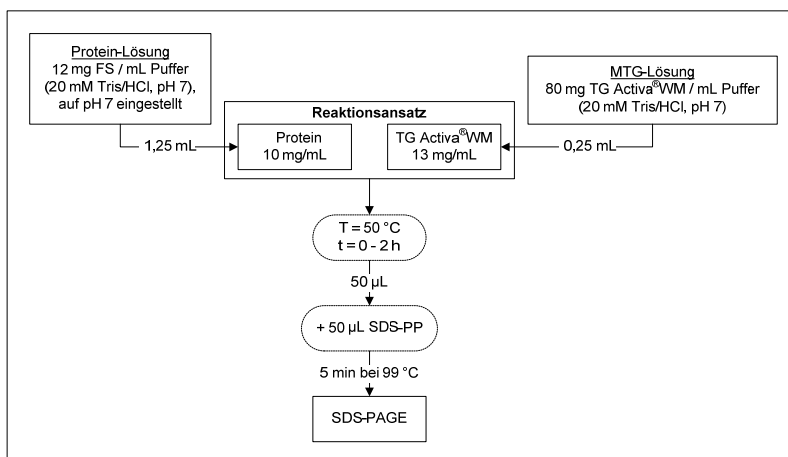 Protein-Lösung
12 mg FS / mL Puffer
(20 mM Tris/HCl, pH 7),
auf pH 7 eingestellt
MTG-Lösung
80 mg TG Activa®WM / mL Puffer
(20 mM Tris/HCl, pH 7)
Reaktionsansatz
1,25 mL
Protein
10 mg/mL
TG Activa®WM
13 mg/mL
0,25 mL
T = 50 °C
t = 0 - 2 h
50 µL
+ 50 µL SDS-PP
5 min bei 99 °C
SDS-PAGE